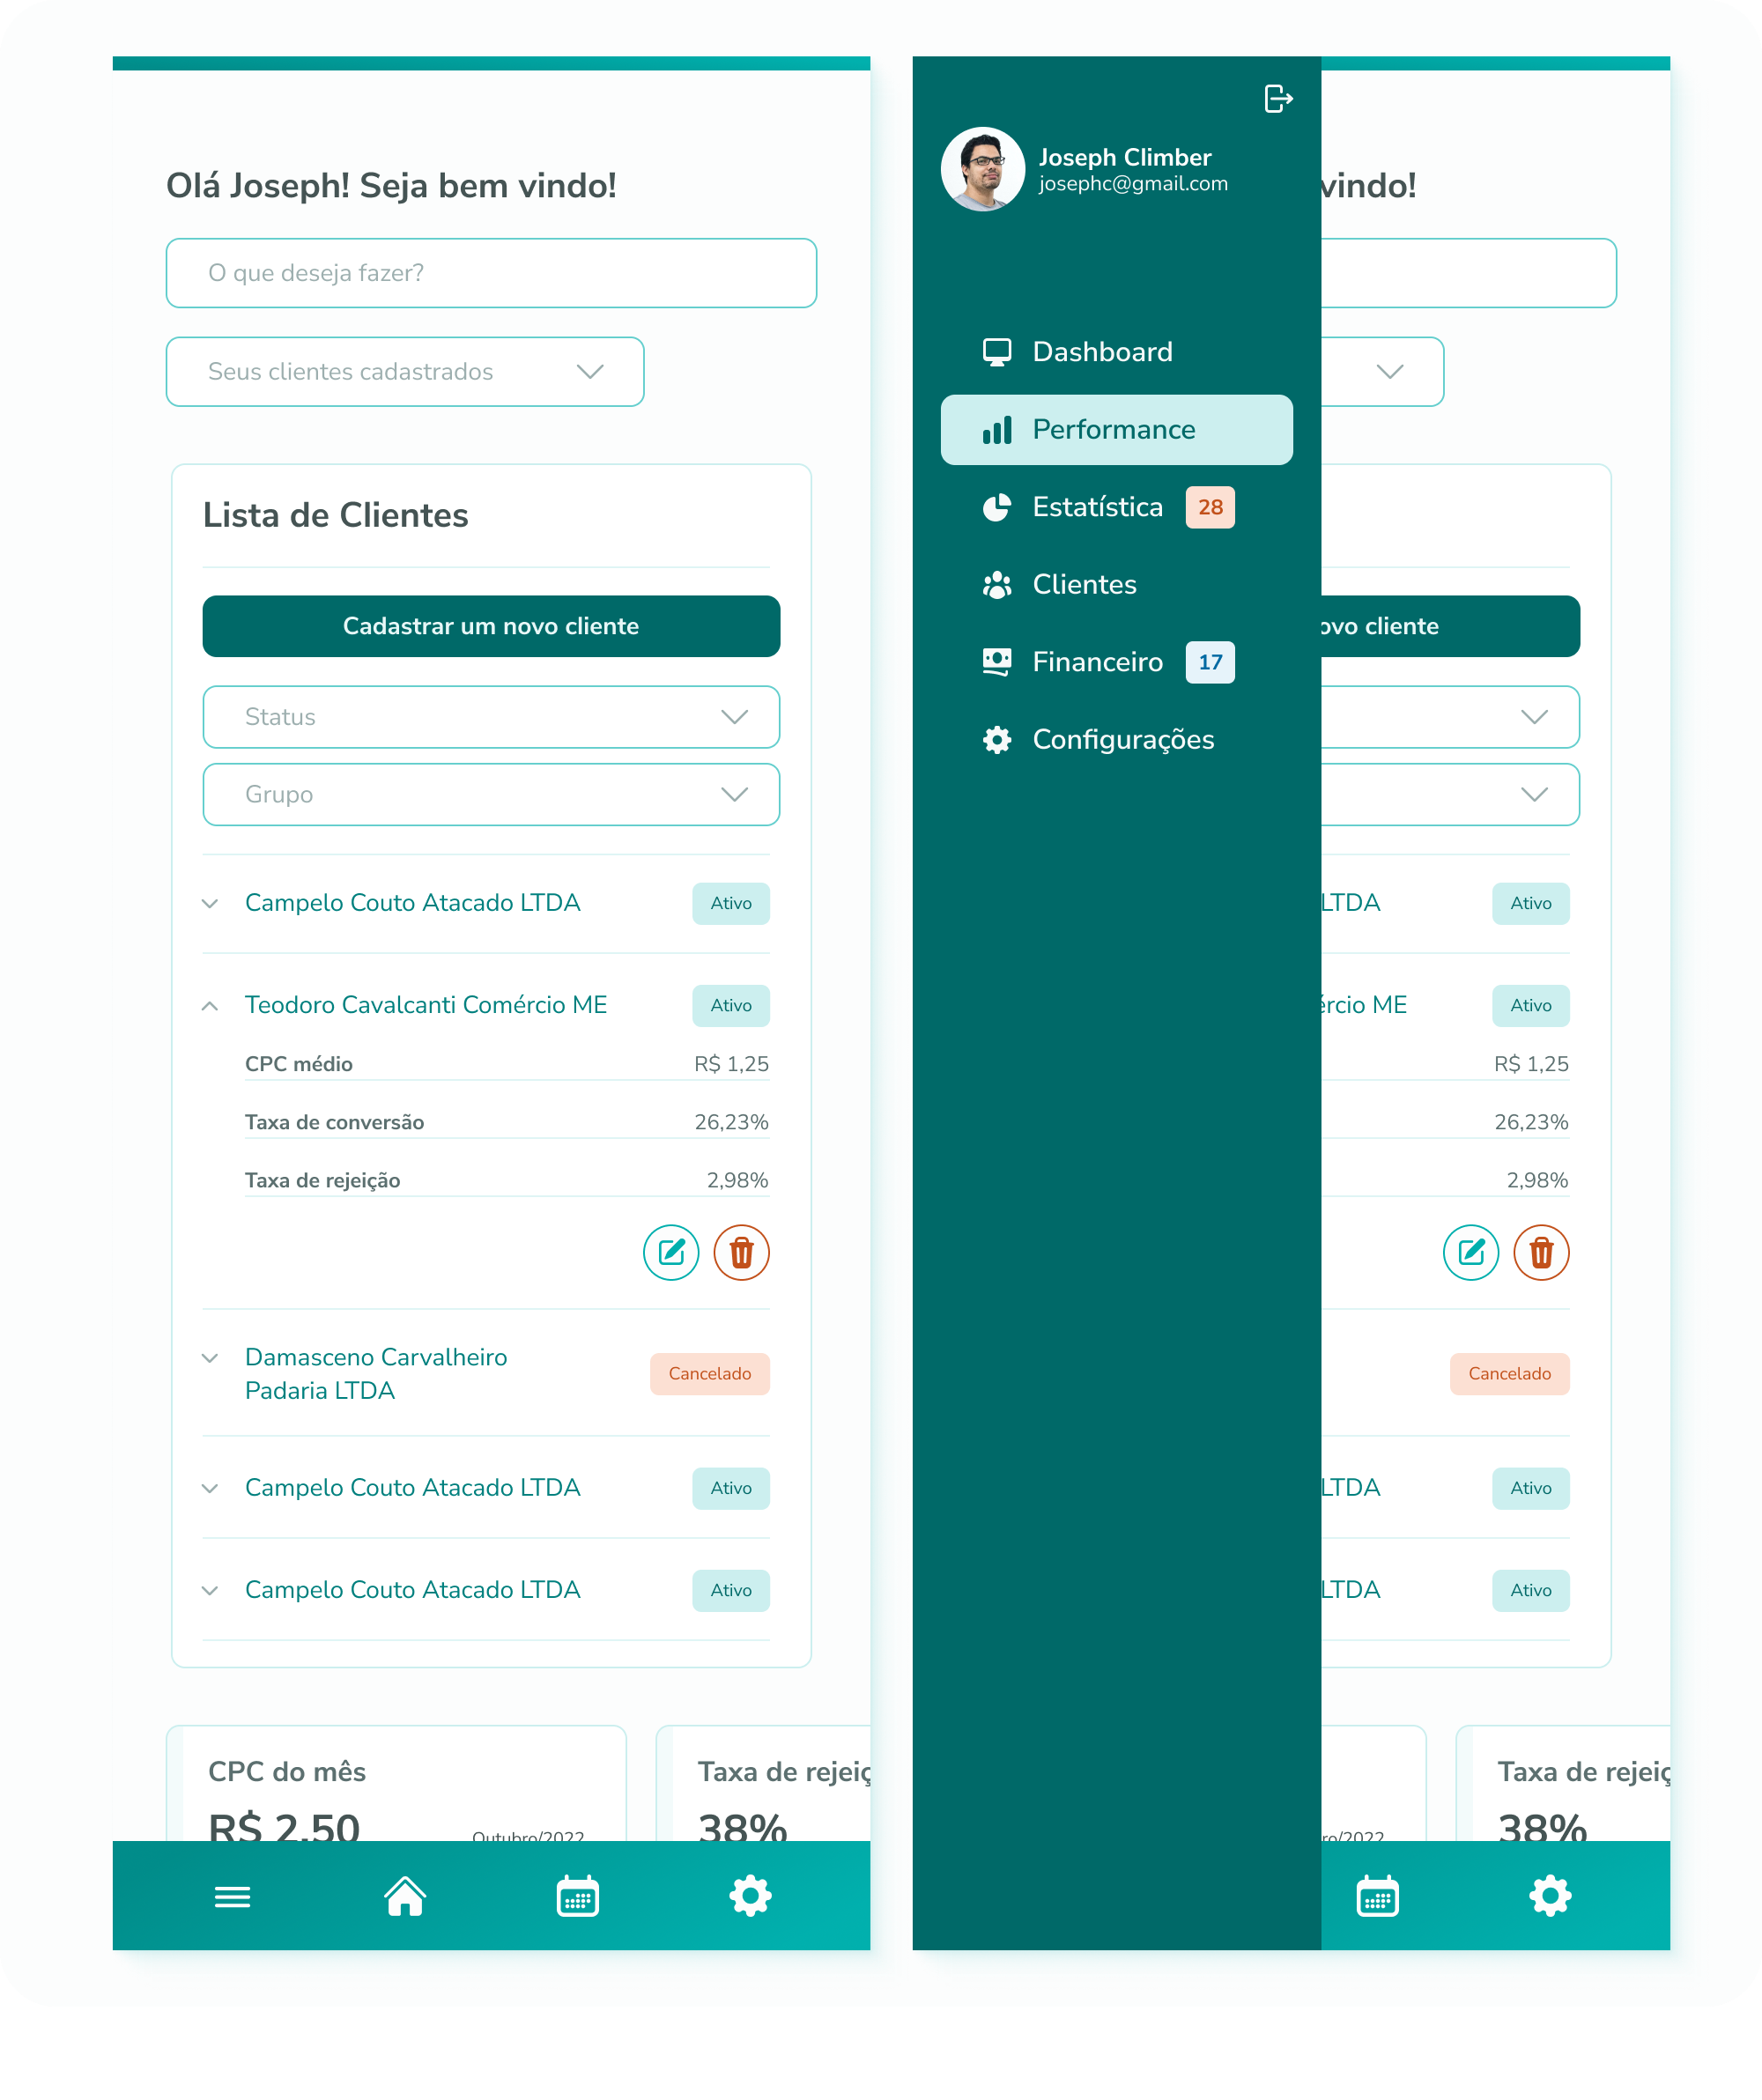 Olá Joseph! Seja bem vindo!
O que deseja fazer?
Seus clientes cadastrados
Lista de Clientes
Cadastrar um novo cliente
Status
Grupo
Campelo Couto Atacado LTDA
Ativo
Teodoro Cavalcanti Comércio ME
Ativo
CPC médio
R$ 1,25
Taxa de conversão
26,23%
Taxa de rejeição
2,98%
Damasceno Carvalheiro
Padaria LTDA
Cancelado
Campelo Couto Atacado LTDA
Ativo
Campelo Couto Atacado LTDA
Ativo
CPC do mês
R$ 2,50
Outubro/2022
Taxa de rejeiç
38%
Joseph Climber
josephc@gmail.com
Dashboard
Performance
Estatística
28
Clientes
Financeiro
17
Configurações
vindo!
ovo cliente
LTDA
Ativo
ércio ME
Ativo
R$ 1,25
26,23%
2,98%
Cancelado
LTDA
Ativo
LTDA
Ativo
ro/2022
Taxa de rejeiç
38%